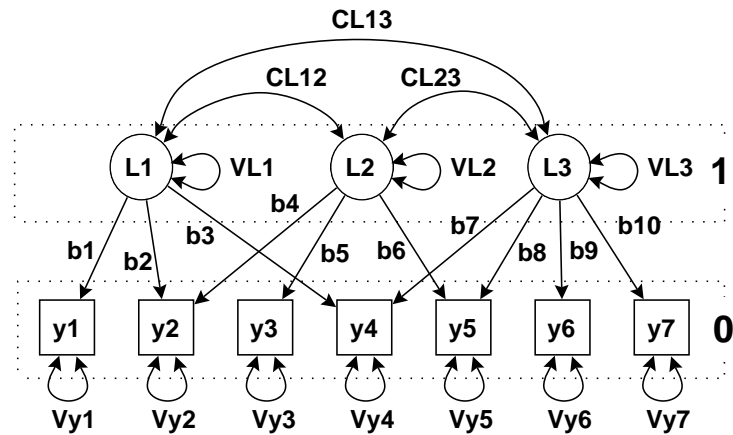 CL13
CL12 CL23
L1 VL1 L2 VL2 L3 VL3 1
b1 b2 b3 b4 b5 b6 b7 b8 b9 b10
y1 y2 y3 y4 y5 y6 y7 0
Vy1 Vy2 Vy3 Vy4 Vy5 Vy6 Vy7